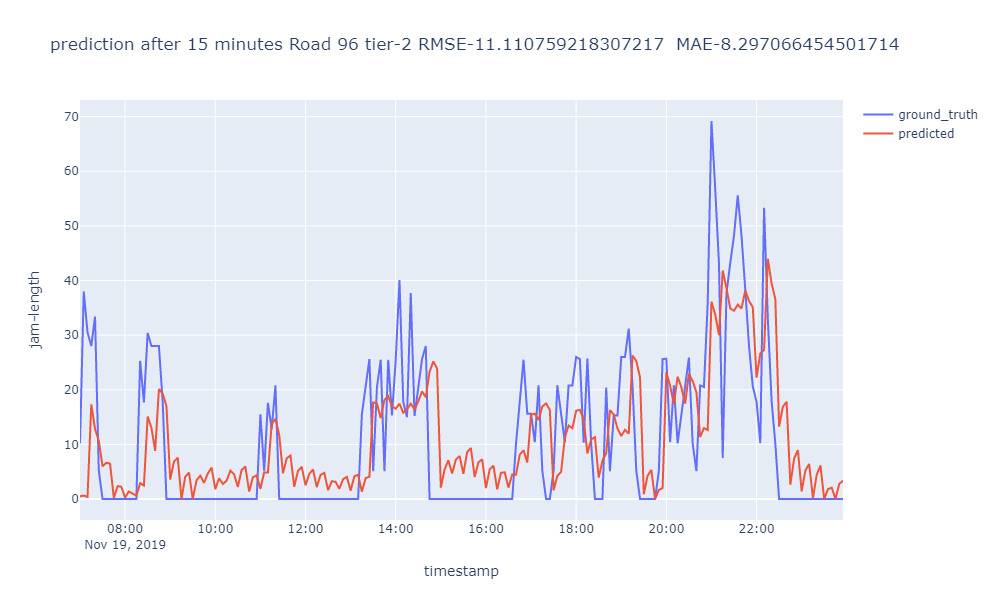 prediction after 15 minutes Road 96 tier-2 RMSE-11.110759218307217  MAE-8.297066454501714
ground_truth
predicted
jam-length
70
60
50
40
30
20
10
0
08:00 10:00 12:00 14:00 16:00 18:00 20:00 22:00
Nov 19, 2019
timestamp